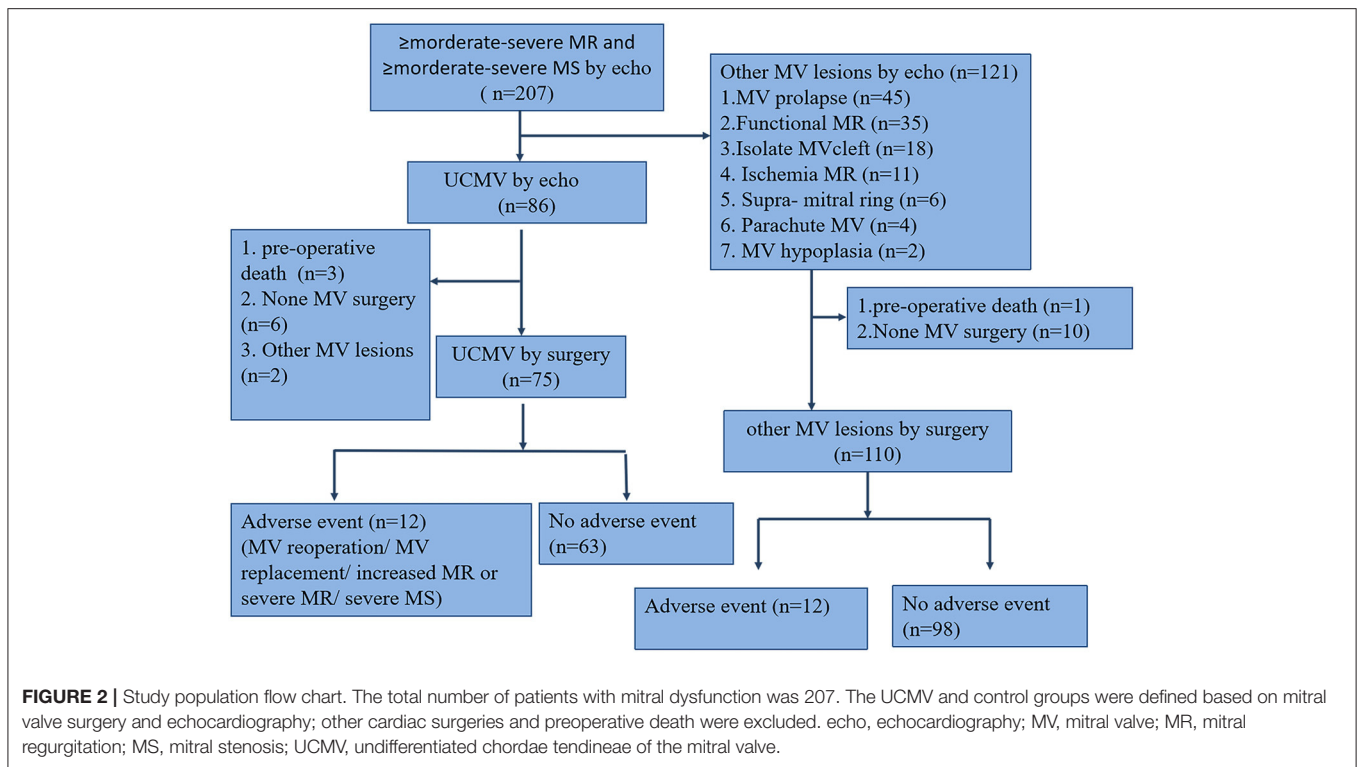 ≥morderate-severe MR and
≥morderate-severe MS by echo
( n=207)
Other MV lesions by echo (n=121)
1.MV prolapse (n=45)
2.Functional MR (n=35)
3.Isolate MVcleft (n=18)
4. Ischemia MR (n=11)
5. Supra- mitral ring (n=6)
6. Parachute MV (n=4)
7. MV hypoplasia (n=2)
UCMV by echo
(n=86)
1. pre-operative
death (n=3)
2. None MV surgery
(n=6)
3. Other MV lesions
(n=2)
1.pre-operative death (n=1)
2.None MV surgery (n=10)
UCMV by surgery
(n=75)
other MV lesions by surgery
(n=110)
Adverse event (n=12)
(MV reoperation/ MV
replacement/ increased MR or
severe MR/ severe MS)
No adverse event
(n=63)
Adverse event (n=12)
No adverse event
(n=98)
FIGURE 2 | Study population flow chart. The total number of patients with mitral dysfunction was 207. The UCMV and control groups were defined based on mitral
valve surgery and echocardiography; other cardiac surgeries and preoperative death were excluded. echo, echocardiography; MV, mitral valve; MR, mitral
regurgitation; MS, mitral stenosis; UCMV, undifferentiated chordae tendineae of the mitral valve.